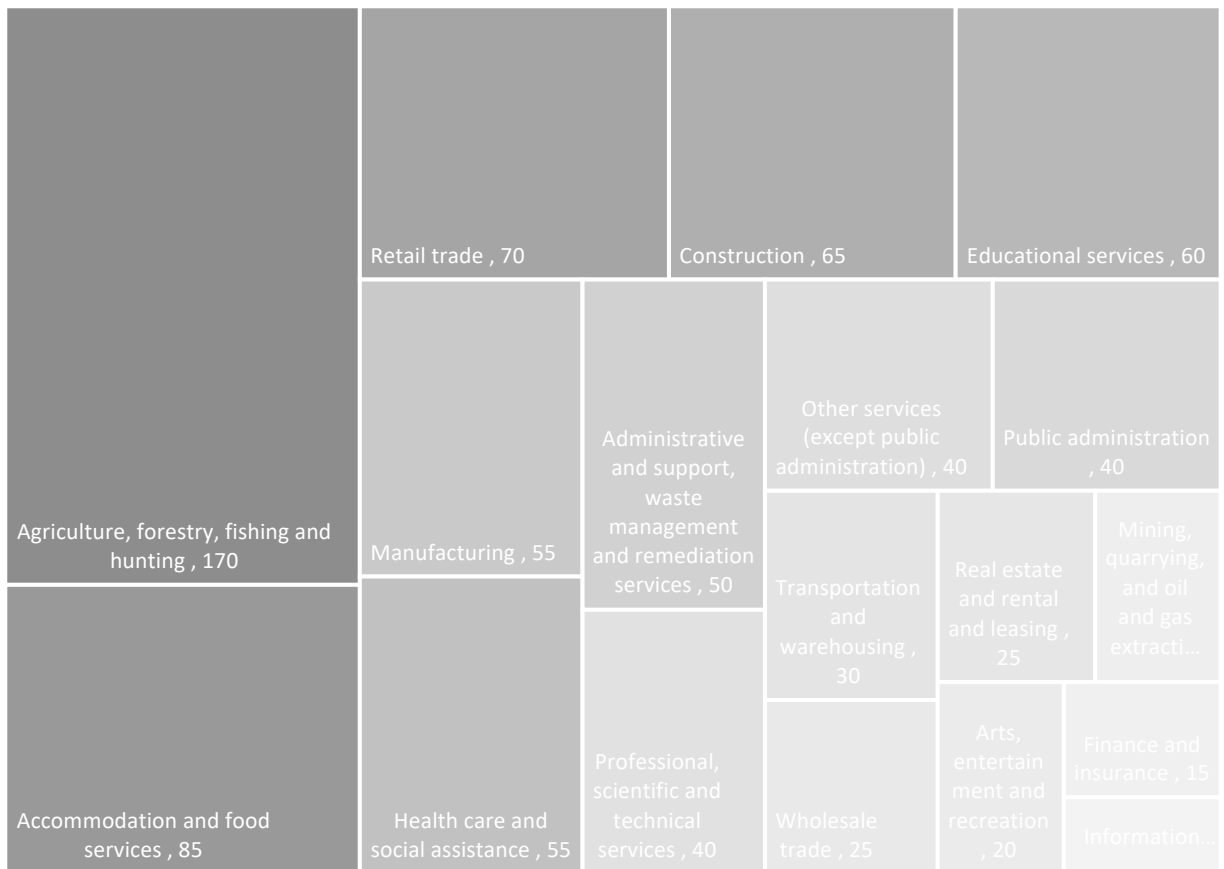 Agriculture, forestry, fishing and
hunting , 170
Accommodation and food
services , 85
Retail trade , 70
Construction , 65
Educational services , 60
Manufacturing , 55
Health care and
social assistance , 55
Administrative
and support,
waste
management
and remediation
services , 50
Professional,
scientific and
technical
services , 40
Other services
(except public
administration) , 40
Public administration
, 40
Transportation
and
warehousing ,
30
Wholesale
trade , 25
Real estate
and rental
and leasing ,
25
Mining,
quarrying,
and oil
and gas
extracti...
Arts,
entertain
ment and
recreation
, 20
Finance and
insurance , 15
Information...